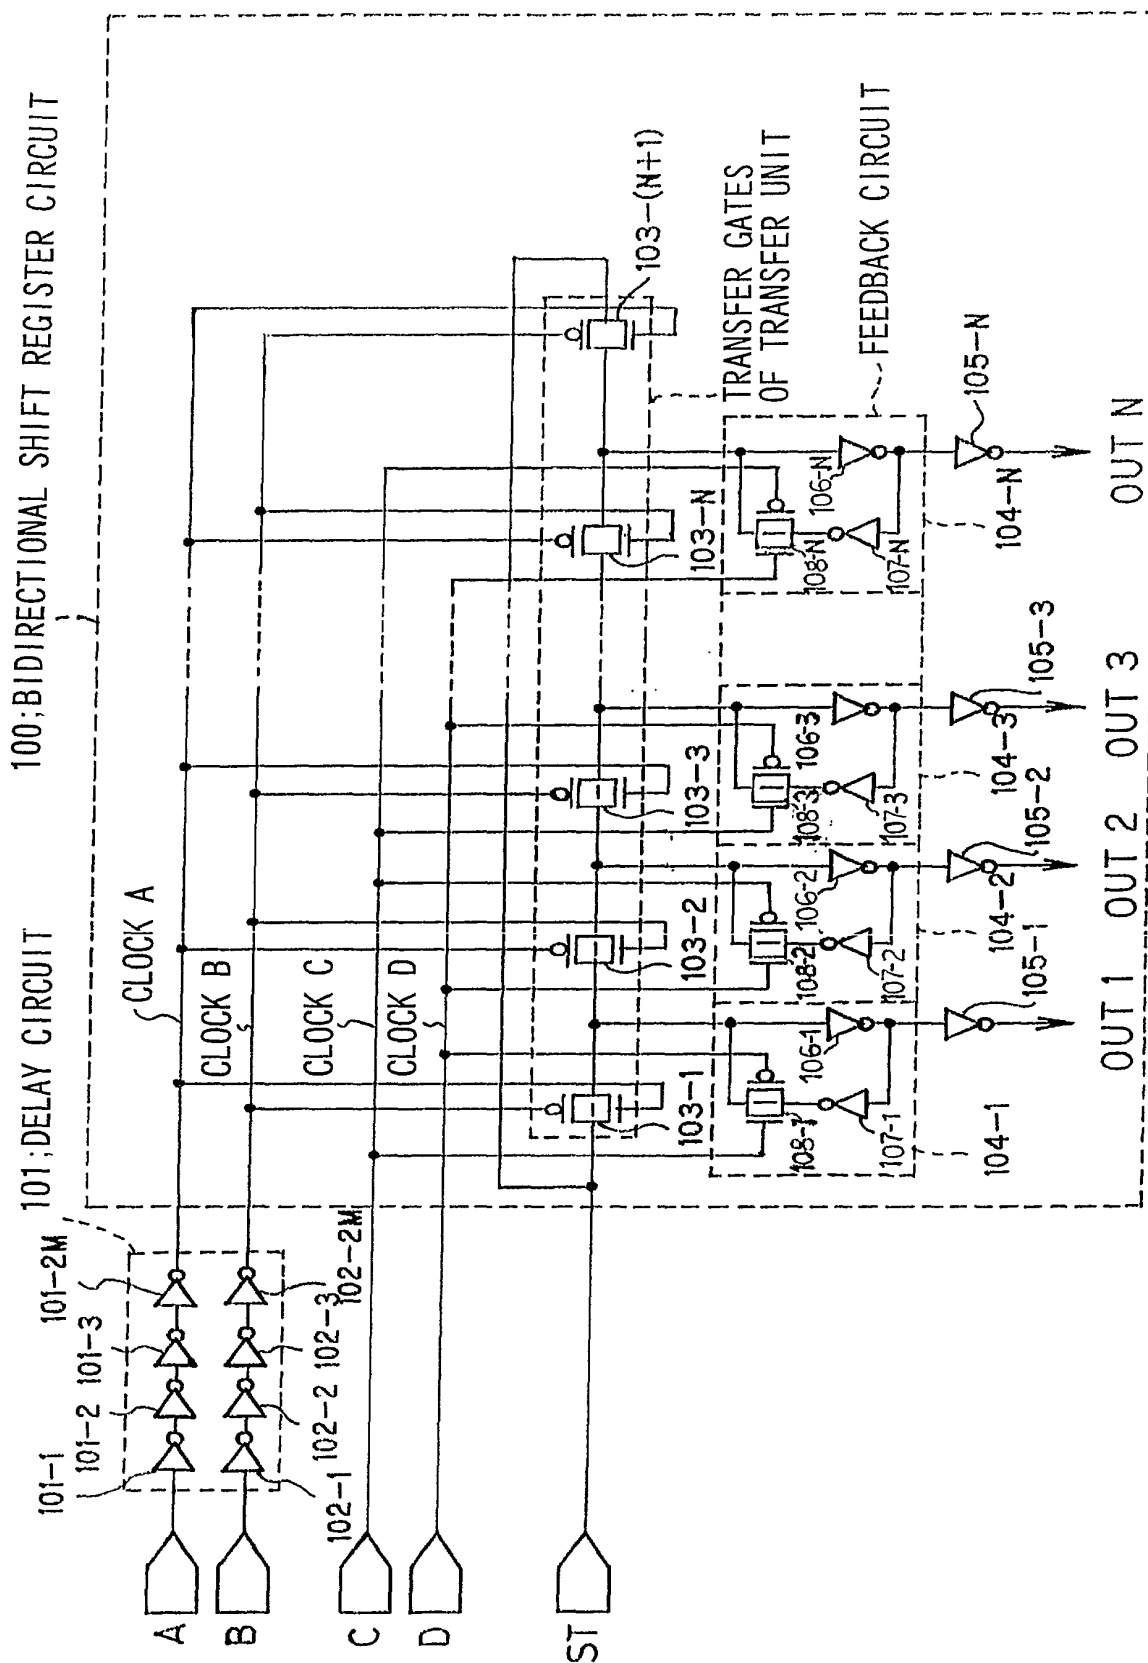 100;BIDIRECTIONAL SHIFT REGISTER CIRCUIT
101;DELAY CIRCUIT
101-1
101-2
101-3
101-2M
102-1
102-2
102-3
102-2M
A
B
C
D
ST
CLOCK A
CLOCK B
CLOCK C
CLOCK D
103-1
103-2
103-3
103-N
103-(N+1)
TRANSFER GATES
OF TRANSFER UNIT
FEEDBACK CIRCUIT
108-1
106-1
107-1
104-1
105-1
108-2
106-2
107-2
104-2
105-2
108-3
106-3
107-3
104-3
105-3
108-N
106-N
107-N
104-N
105-N
OUT 1
OUT 2
OUT 3
OUT N